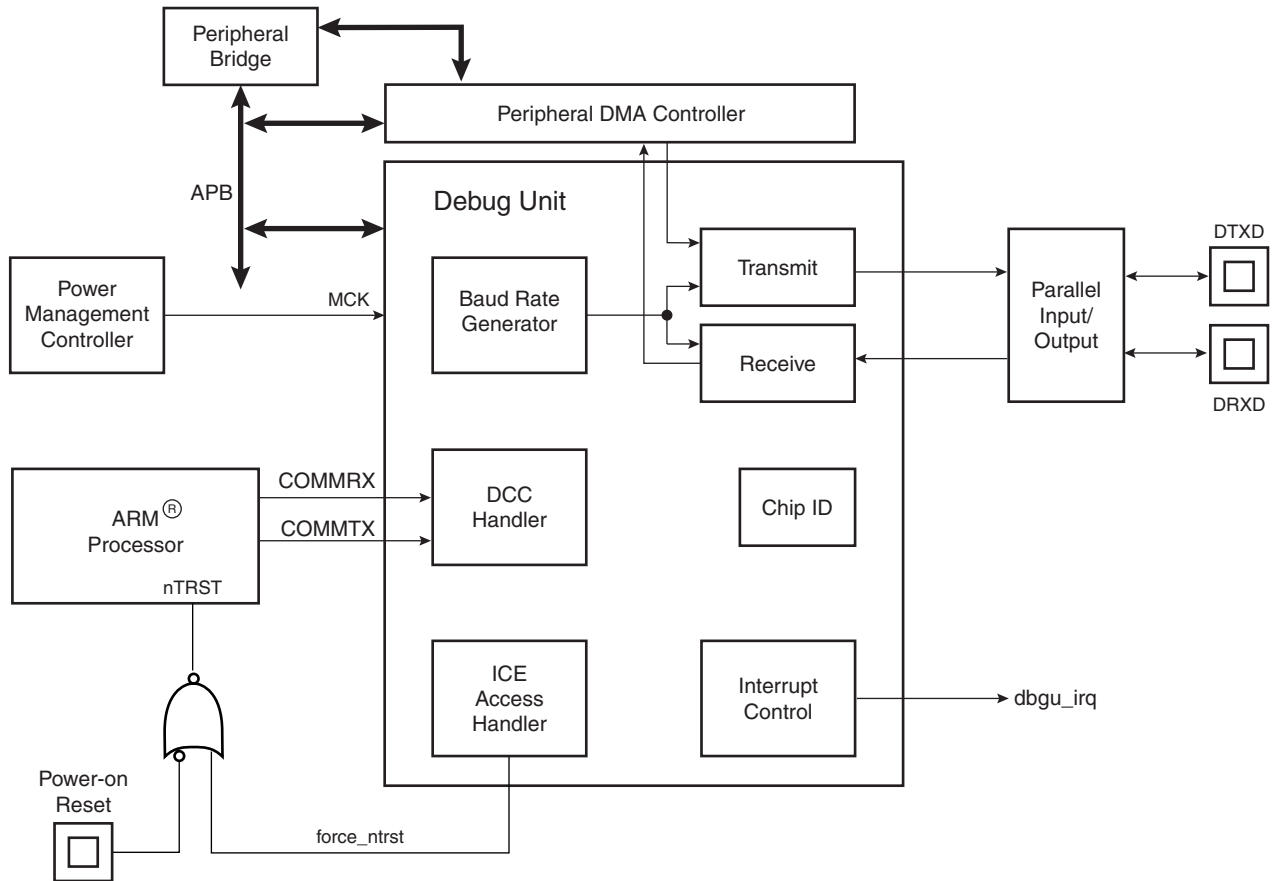 Peripheral
Bridge
Peripheral DMA Controller
APB
Debug Unit
Power
Management
Controller
MCK
Baud Rate
Generator
Transmit
Receive
Parallel
Input/
Output
DTXD
DRXD
ARM®
Processor
nTRST
COMMRX
COMMTX
DCC
Handler
Chip ID
ICE
Access
Handler
Interrupt
Control
dbgu_irq
Power-on
Reset
force_ntrst